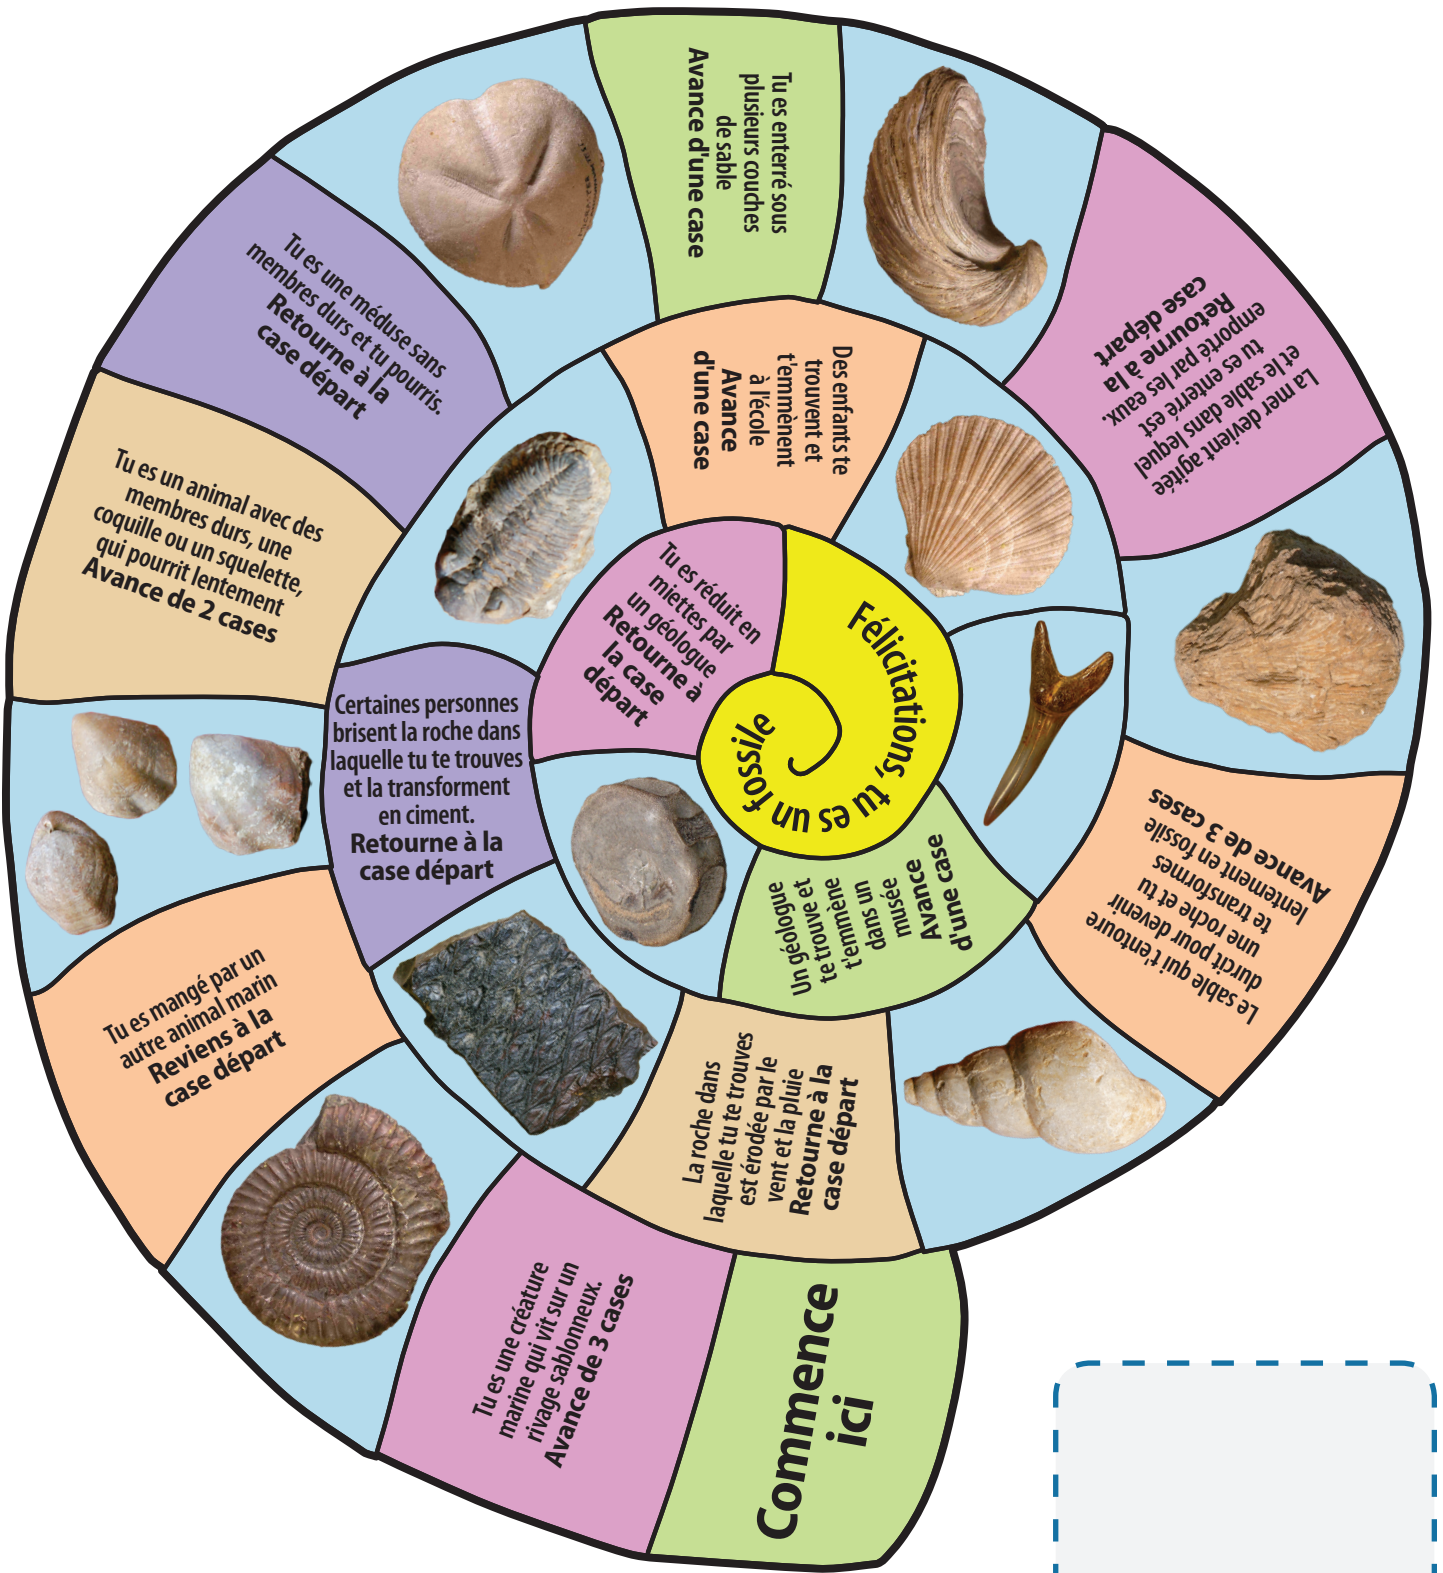 Commence
ici
Tu es une créature
marine qui vit sur un
rivage sablonneux.
Avance de 3 cases
Tu es mangé par un
autre animal marin
Reviens à la
case départ
Tu es un animal avec des
membres durs, une
coquille ou un squelette,
qui pourrit lentement
Avance de 2 cases
Tu es une méduse sans
membres durs et tu pourris.
Retourne à la
case départ
Tu es enterré sous
plusieurs couches
de sable
Avance d'une case
La mer devient agitée
et le sable dans lequel
tu es enterré est
emporté par les eaux.
Retourne à la
case départ
Le sable qui t'entoure
durcit pour devenir
une roche et tu
te transformes
lentement en fossile
Avance de 3 cases
La roche dans
laquelle tu te trouves
est érodée par le
vent et la pluie
Retourne à la
case départ
Certaines personnes
brisent la roche dans
laquelle tu te trouves
et la transforment
en ciment.
Retourne à la
case départ
Des enfants te
trouvent et
t'emmènent
à l'école
Avance
d'une case
Un géologue
te trouve et
t'emmène
dans un
musée
Avance
d'une case
Tu es réduit en
miettes par
un géologue
Retourne à
la case
départ
Félicitations, tu es un fossile